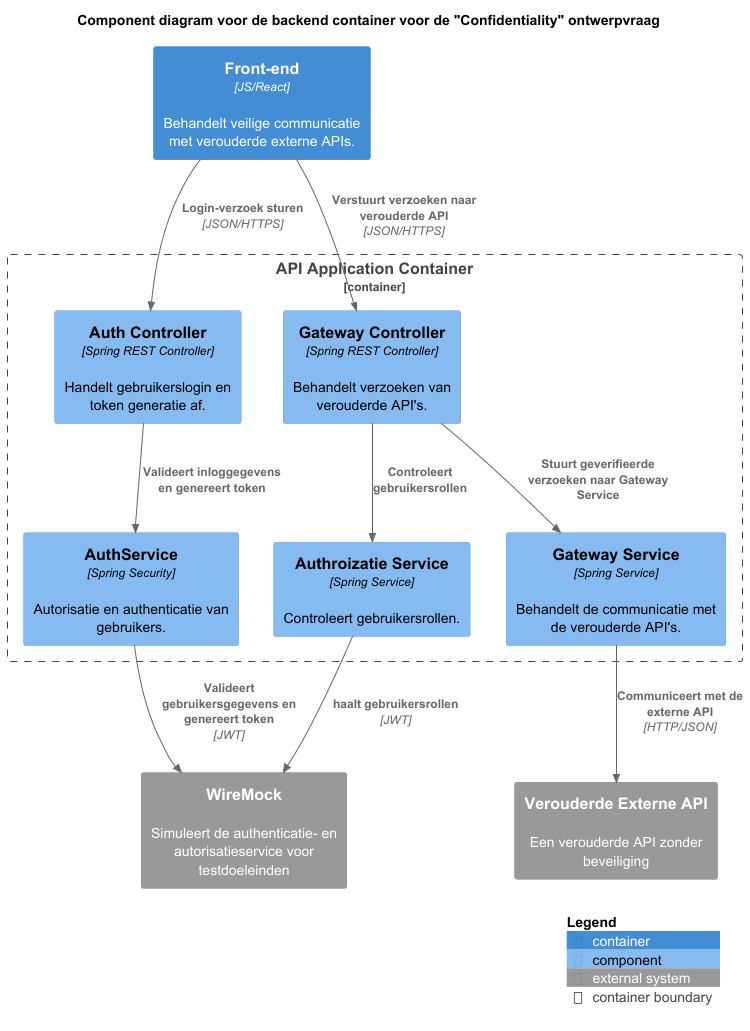 Component diagram voor de backend container voor de "Confidentiality" ontwerpvraag
Front-end
[JS/React]
Behandelt veilige communicatie
met verouderde externe APIs.
Login-verzoek sturen
[JSON/HTTPS]
Verstuurt verzoeken naar
verouderde API
[JSON/HTTPS]
API Application Container
[container]
Auth Controller
[Spring REST Controller]
Handelt gebruikerslogin en
token generatie af.
Gateway Controller
[Spring REST Controller]
Behandelt verzoeken van
verouderde API's.
Valideert inloggegevens
en genereert token
Controleert
gebruikersrollen
Stuurt geverifieerde
verzoeken naar Gateway
Service
AuthService
[Spring Security]
Autorisatie en authenticatie van
gebruikers.
Authroizatie Service
[Spring Service]
Controleert gebruikersrollen.
Gateway Service
[Spring Service]
Behandelt de communicatie met
de verouderde API's.
Valideert
gebruikersgegevens en
genereert token
[JWT]
haalt gebruikersrollen
[JWT]
Communiceert met de
externe API
[HTTP/JSON]
WireMock
Simuleert de authenticatie- en
autorisatieservice voor
testdoeleinden
Verouderde Externe API
Een verouderde API zonder
beveiliging
Legend
container
component
external system
container boundary